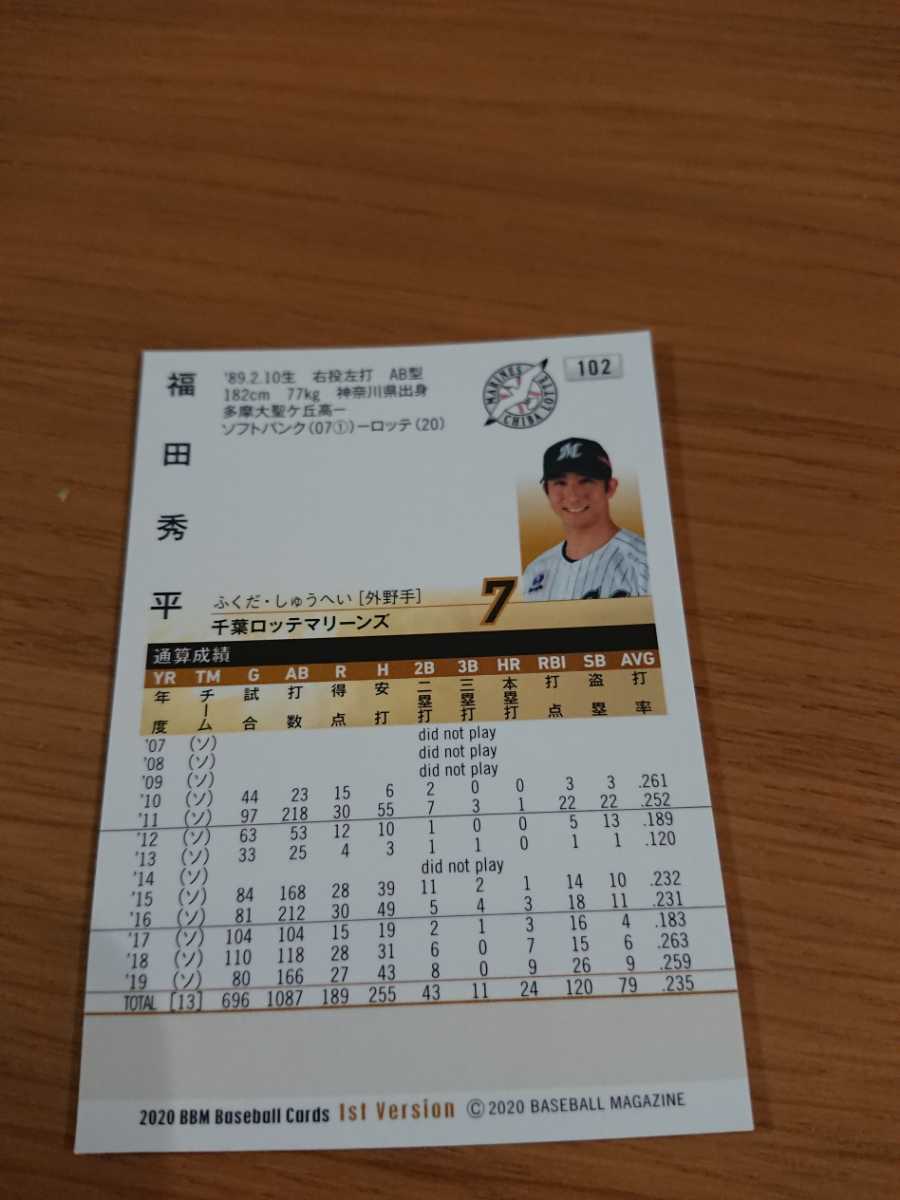 福田秀平
'89.2.10生 右投左打 AB型
182cm 77kg 神奈川県出身
多摩大聖ケ丘高ー
ソフトバンク(07①)ーロッテ(20)
MARINES
CHIBA LOTTE
102
M
ふくだ・しゅうへい[外野手]
千葉ロッテマリーンズ
7
通算成績
YR TM G AB R H 2B 3B HR RBI SB AVG
年度 チーム 試合 打数 得点 安打 二塁打 三塁打 本塁打 打点 盗塁 打率
'07 (ソ) did not play
'08 (ソ) did not play
'09 (ソ) did not play
'10 (ソ) 44 23 15 6 2 0 0 3 3 .261
'11 (ソ) 97 218 30 55 7 3 1 22 22 .252
'12 (ソ) 63 53 12 10 1 0 0 5 13 .189
'13 (ソ) 33 25 4 3 1 1 0 1 1 .120
'14 (ソ) did not play
'15 (ソ) 84 168 28 39 11 2 1 14 10 .232
'16 (ソ) 81 212 30 49 5 4 3 18 11 .231
'17 (ソ) 104 104 15 19 2 1 3 16 4 .183
'18 (ソ) 110 118 28 31 6 0 7 15 6 .263
'19 (ソ) 80 166 27 43 8 0 9 26 9 .259
TOTAL [13] 696 1087 189 255 43 11 24 120 79 .235
2020 BBM Baseball Cards 1st Version ©2020 BASEBALL MAGAZINE